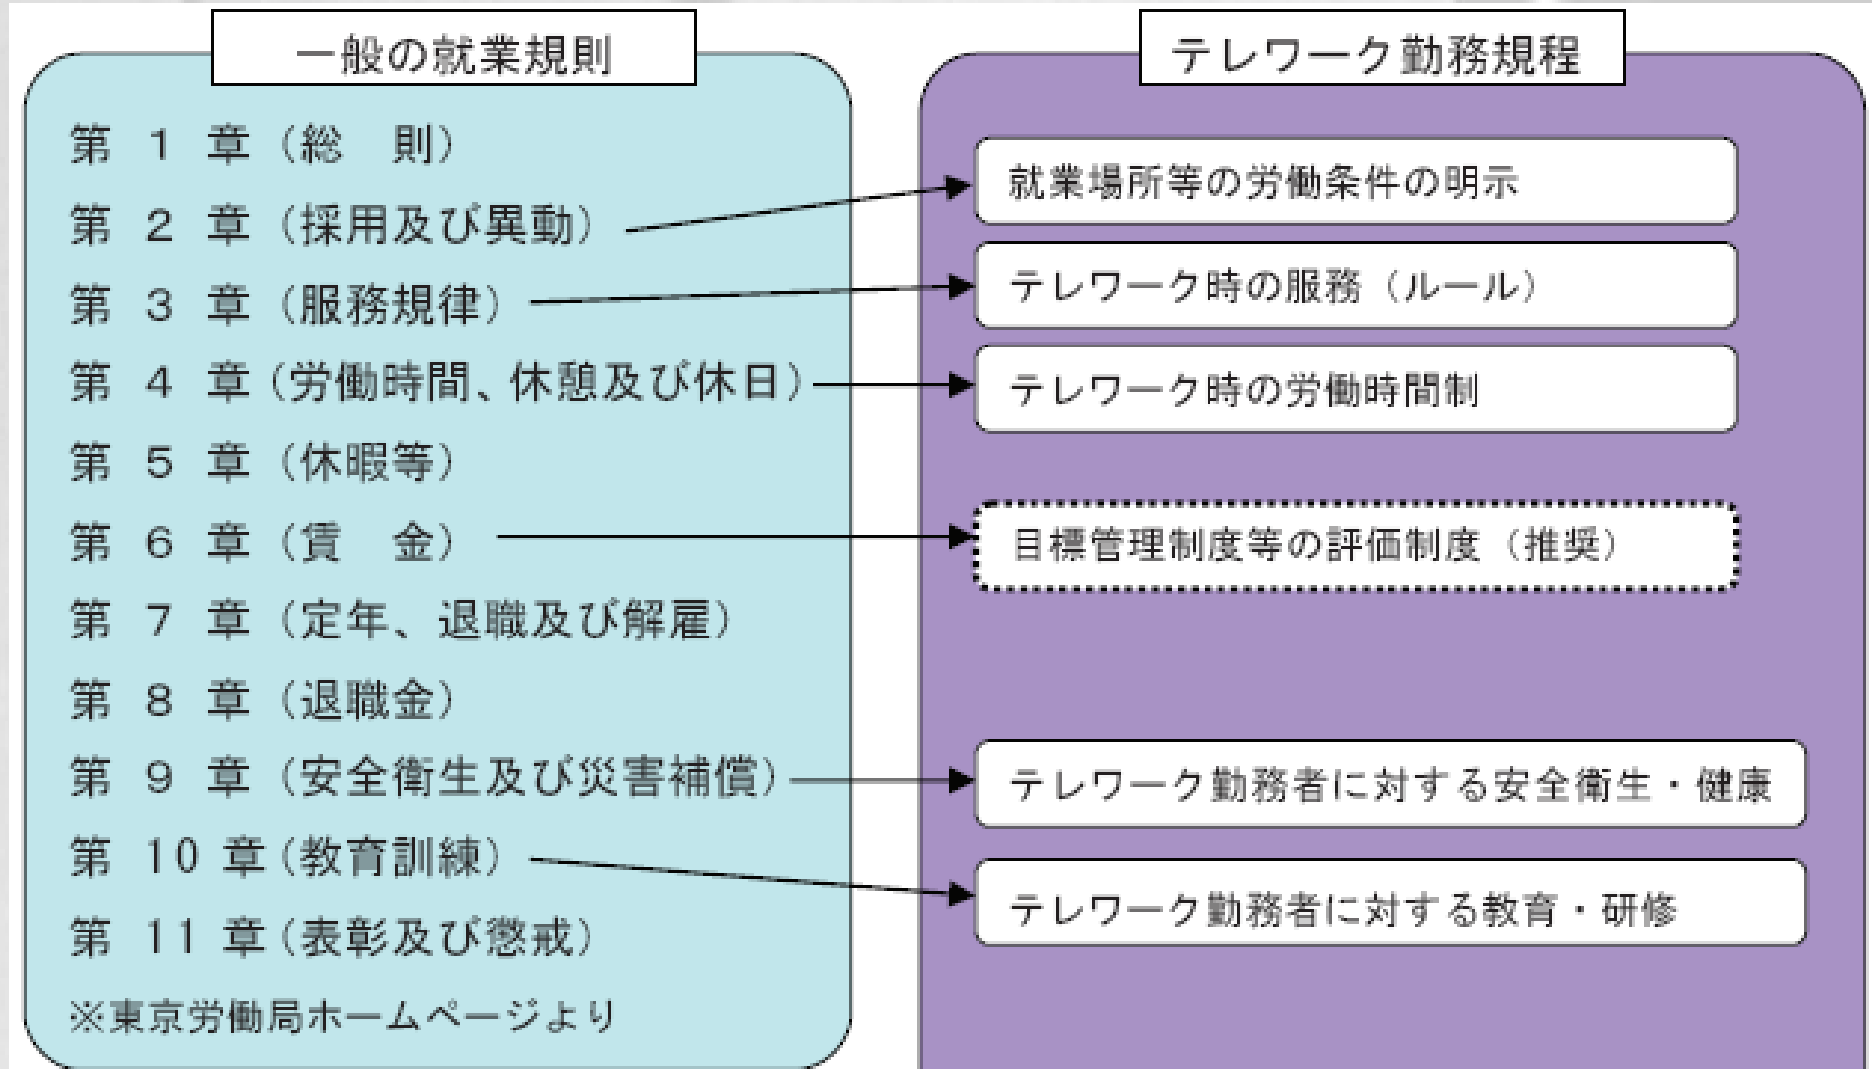 一般の就業規則
第 1 章（総　則）
第 2 章（採用及び異動）
第 3 章（服務規律）
第 4 章（労働時間、休憩及び休日）
第 5 章（休暇等）
第 6 章（賃　金）
第 7 章（定年、退職及び解雇）
第 8 章（退職金）
第 9 章（安全衛生及び災害補償）
第 10 章（教育訓練）
第 11 章（表彰及び懲戒）
※東京労働局ホームページより
テレワーク勤務規程
就業場所等の労働条件の明示
テレワーク時の服務（ルール）
テレワーク時の労働時間制
目標管理制度等の評価制度（推奨）
テレワーク勤務者に対する安全衛生・健康
テレワーク勤務者に対する教育・研修